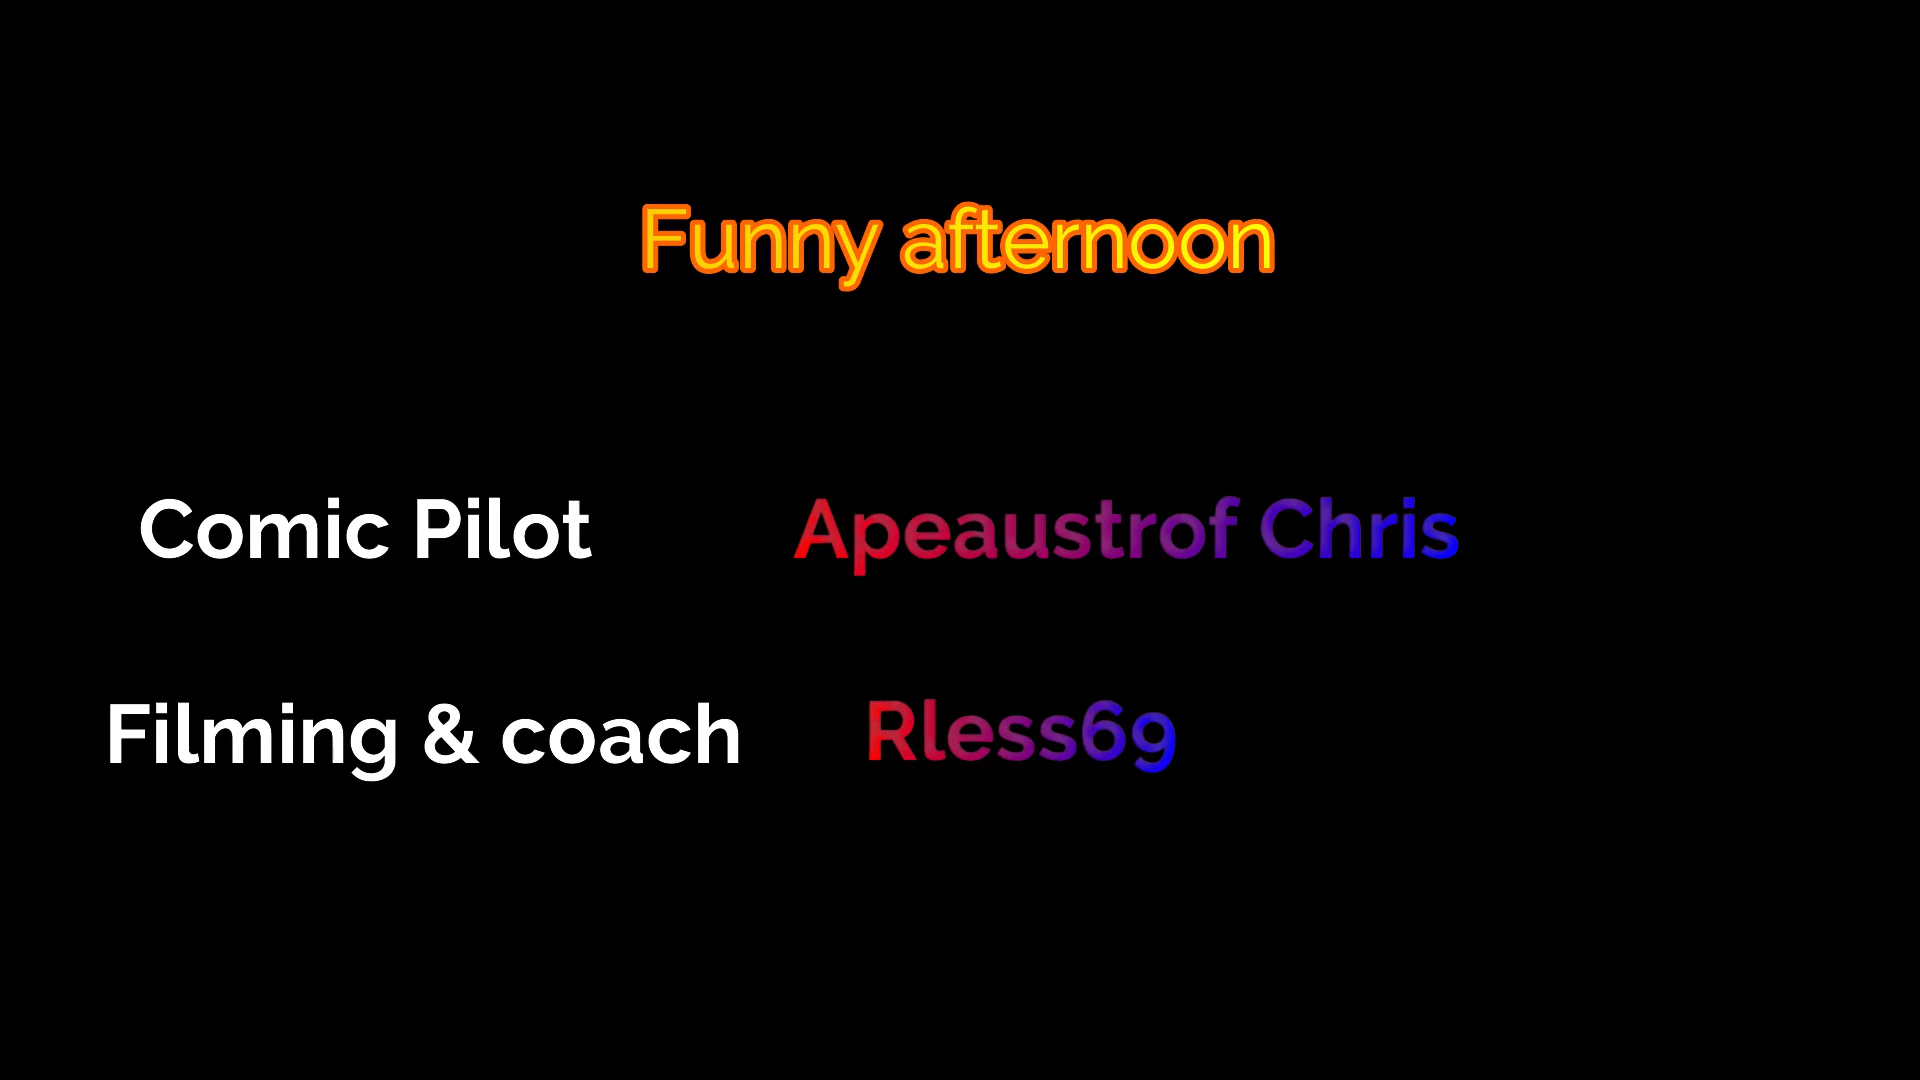 Funny afternoon
Comic Pilot Apeaustrof Chris
Filming & coach Rless69